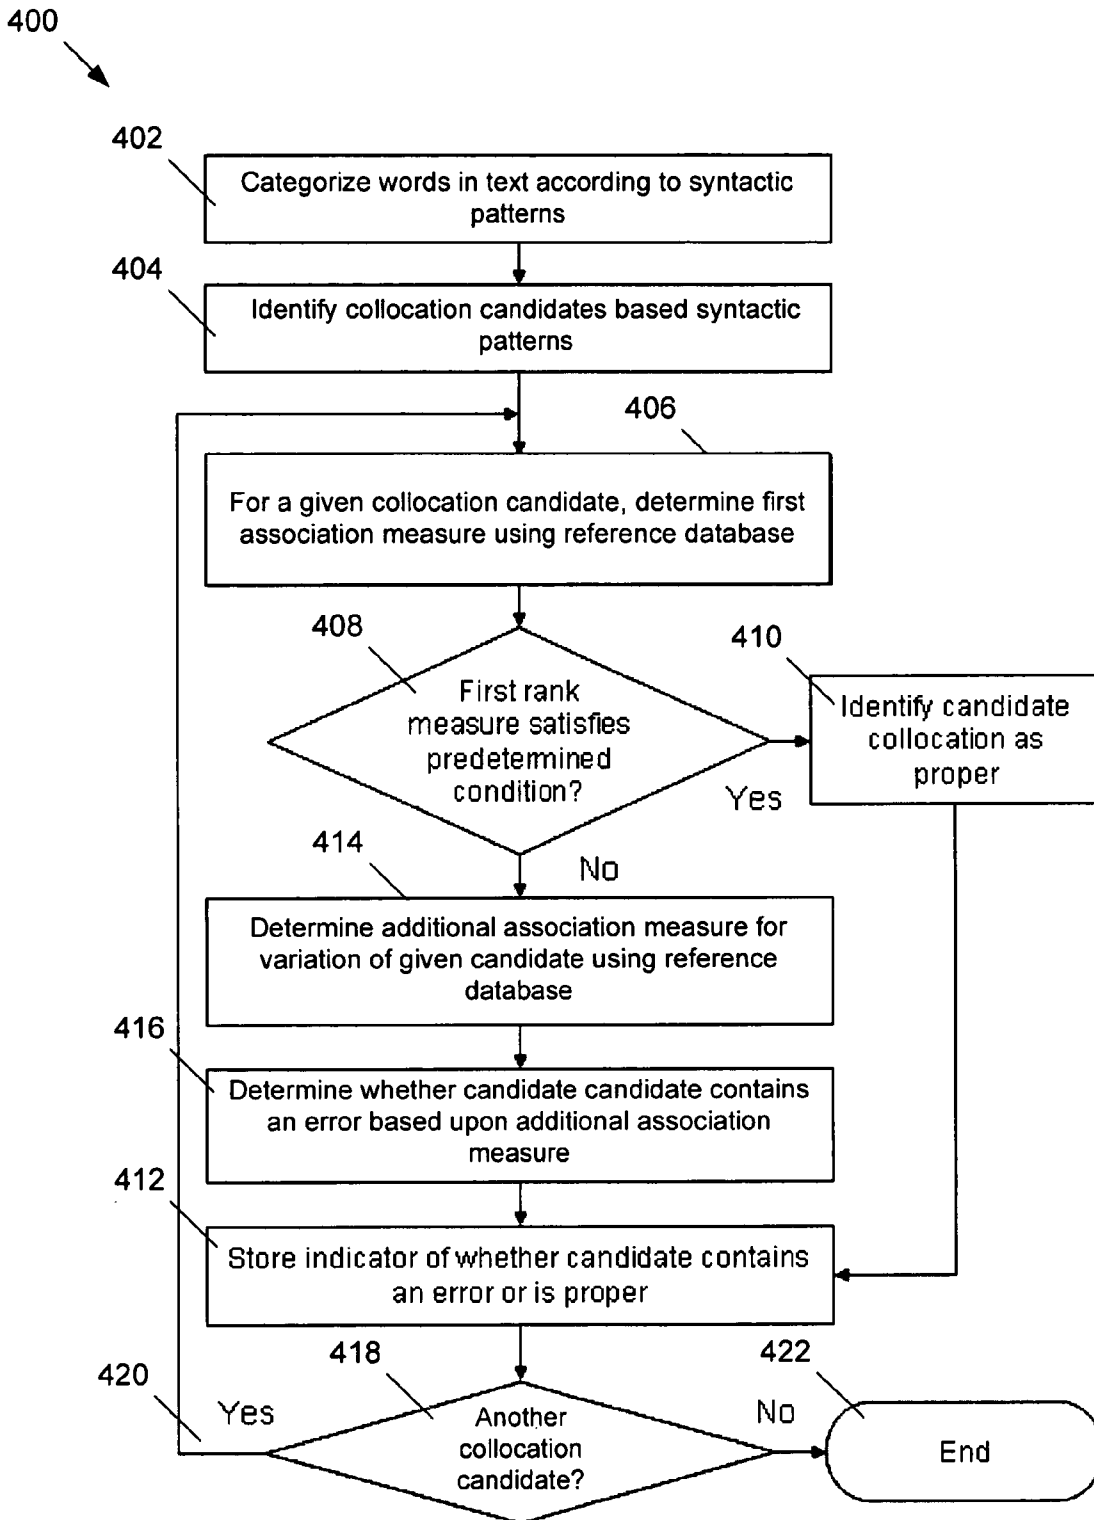 400
402
Categorize words in text according to syntactic
patterns
404
Identify collocation candidates based syntactic
patterns
406
For a given collocation candidate, determine first
association measure using reference database
408
First rank
measure satisfies
predetermined
condition?
Yes
410
Identify candidate
collocation as
proper
No
414
Determine additional association measure for
variation of given candidate using reference
database
416
Determine whether candidate candidate contains
an error based upon additional association
measure
412
Store indicator of whether candidate contains
an error or is proper
420
Yes
418
Another
collocation
candidate?
No
422
End